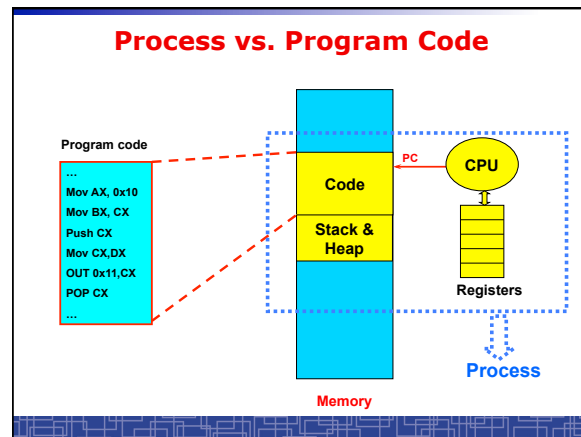 Process vs. Program Code
Program code
...
Mov AX, 0x10
Mov BX, CX
Push CX
Mov CX,DX
OUT 0x11,CX
POP CX
...
Code
Stack &
Heap
PC
CPU
Registers
Process
Memory